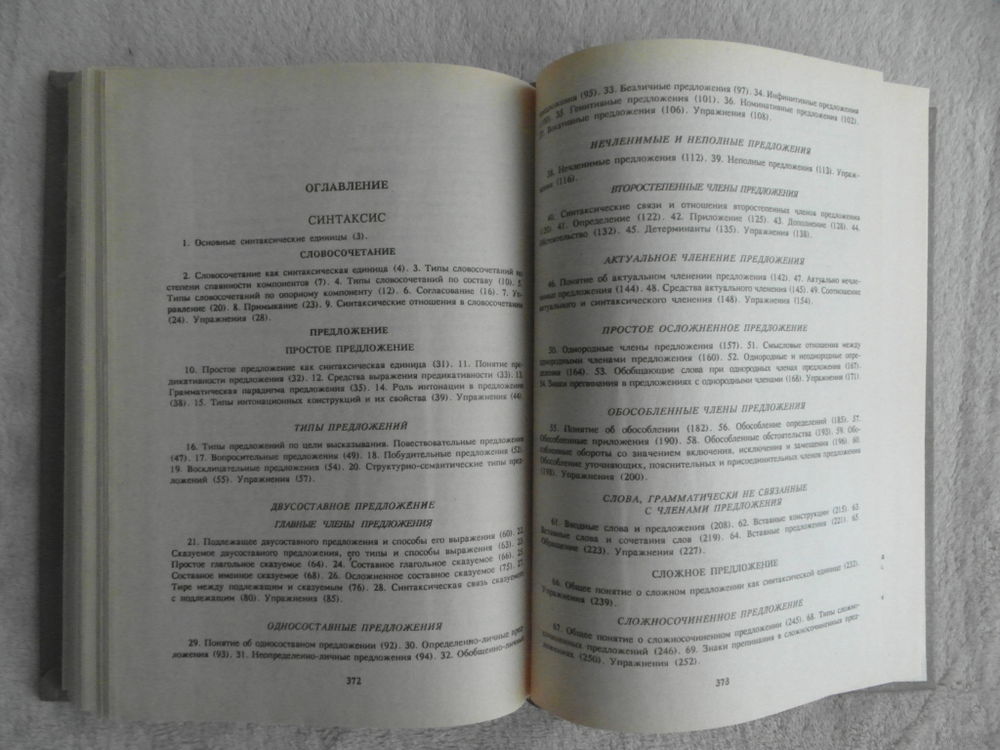 ОГЛАВЛЕНИЕ
СИНТАКСИС
1. Основные синтаксические единицы (3).
СЛОВОСОЧЕТАНИЕ
2. Словосочетание как синтаксическая единица (4). 3. Типы словосочетаний по
степени спаянности компонентов (7). 4. Типы словосочетаний по составу (10). 5.
Типы словосочетаний по опорному компоненту (12). 6. Согласование (16). 7. Уп-
равление (20). 8. Примыкание (23). 9. Синтаксические отношения в словосочетании
(24). Упражнения (28).
ПРЕДЛОЖЕНИЕ
ПРОСТОЕ ПРЕДЛОЖЕНИЕ
10. Простое предложение как синтаксическая единица (31). 11. Понятие пре-
дикативности предложения (32). 12. Средства выражения предикативности (33). 13.
Грамматическая парадигма предложения (35). 14. Роль интонации в предложении
(38). 15. Типы интонационных конструкций и их свойства (39). Упражнения (44).
ТИПЫ ПРЕДЛОЖЕНИЙ
16. Типы предложений по цели высказывания. Повествовательные предложения
(47). 17. Вопросительные предложения (49). 18. Побудительные предложения (52).
19. Восклицательные предложения (54). 20. Структурно-семантические типы пред-
ложений (55). Упражнения (57).
ДВУСОСТАВНОЕ ПРЕДЛОЖЕНИЕ
ГЛАВНЫЕ ЧЛЕНЫ ПРЕДЛОЖЕНИЯ
21. Подлежащее двусоставного предложения и способы его выражения (60). 22.
Сказуемое двусоставного предложения, его типы и способы выражения (63). 23.
Простое глагольное сказуемое (64). 24. Составное глагольное сказуемое (66). 25.
Составное именное сказуемое (68). 26. Осложненное составное сказуемое (75). 27.
Тире между подлежащим и сказуемым (76). 28. Синтаксическая связь сказуемого
с подлежащим (80). Упражнения (85).
ОДНОСОСТАВНЫЕ ПРЕДЛОЖЕНИЯ
29. Понятие об односоставном предложении (92). 30. Определенно-личные пред-
ложения (93). 31. Неопределенно-личные предложения (94). 32. Обобщенно-личные
372
предложения (95). 33. Безличные предложения (97). 34. Инфинитивные предложения
35. Генитивные предложения (101). 36. Номинативные предложения (102).
37. Вокативные предложения (106). Упражнения (108).
НЕЧЛЕНИМЫЕ И НЕПОЛНЫЕ ПРЕДЛОЖЕНИЯ
38. Нечленимые предложения (112). 39. Неполные предложения (113). Упраж-
нения (116).
ВТОРОСТЕПЕННЫЕ ЧЛЕНЫ ПРЕДЛОЖЕНИЯ
40. Синтаксические связи и отношения второстепенных членов предложения
(120). 41. Определение (122). 42. Приложение (125). 43. Дополнение (128). 44.
Обстоятельство (132). 45. Детерминанты (135). Упражнения (138).
АКТУАЛЬНОЕ ЧЛЕНЕНИЕ ПРЕДЛОЖЕНИЯ
46. Понятие об актуальном членении предложения (142). 47. Актуально нечле-
нимые предложения (144). 48. Средства актуального членения (145). 49. Соотношение
актуального и синтаксического членения (148). Упражнения (154).
ПРОСТОЕ ОСЛОЖНЕННОЕ ПРЕДЛОЖЕНИЕ
50. Однородные члены предложения (157). 51. Смысловые отношения между
однородными членами предложения (160). 52. Однородные и неоднородные опре-
деления (164). 53. Обобщающие слова при однородных членах предложения (167).
54. Знаки препинания в предложениях с однородными членами (168). Упражнения (171).
ОБОСОБЛЕННЫЕ ЧЛЕНЫ ПРЕДЛОЖЕНИЯ
55. Понятие об обособлении (182). 56. Обособление определений (185). 57.
Обособленные приложения (190). 58. Обособленные обстоятельства (193). 59. Обо-
собленные обороты со значением включения, исключения и замещения (196). 60.
Обособление уточняющих, пояснительных и присоединительных членов предложения
(198). Упражнения (200).
СЛОВА, ГРАММАТИЧЕСКИ НЕ СВЯЗАННЫЕ
С ЧЛЕНАМИ ПРЕДЛОЖЕНИЯ
61. Вводные слова и предложения (208). 62. Вставные конструкции (215). 63.
Вставные слова и сочетания слов (219). 64. Вставные предложения (221). 65.
Обращение (223). Упражнения (227).
СЛОЖНОЕ ПРЕДЛОЖЕНИЕ
66. Общее понятие о сложном предложении как синтаксической единице (232).
Упражнения (239).
СЛОЖНОСОЧИНЕННОЕ ПРЕДЛОЖЕНИЕ
67. Общее понятие о сложносочиненном предложении (245). 68. Типы сложно-
сочиненных предложений (246). 69. Знаки препинания в сложносочиненных пред-
ложениях (250). Упражнения (252).
373